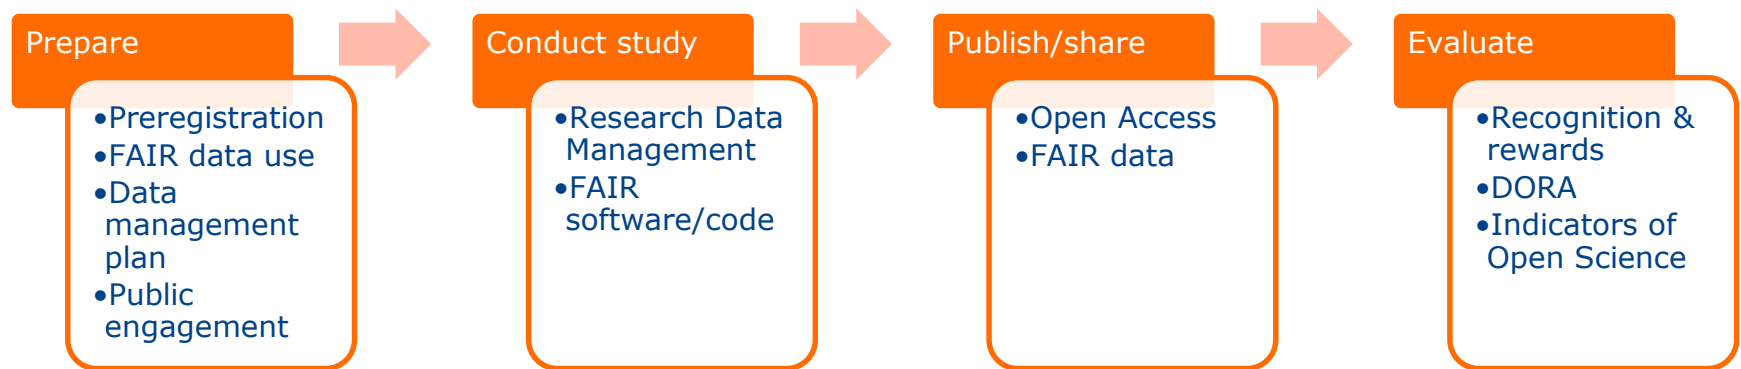 Prepare
•Preregistration
•FAIR data use
•Data
management
plan
•Public
engagement
Conduct study
•Research Data
Management
•FAIR
software/code
Publish/share
•Open Access
•FAIR data
Evaluate
•Recognition &
rewards
•DORA
•Indicators of
Open Science